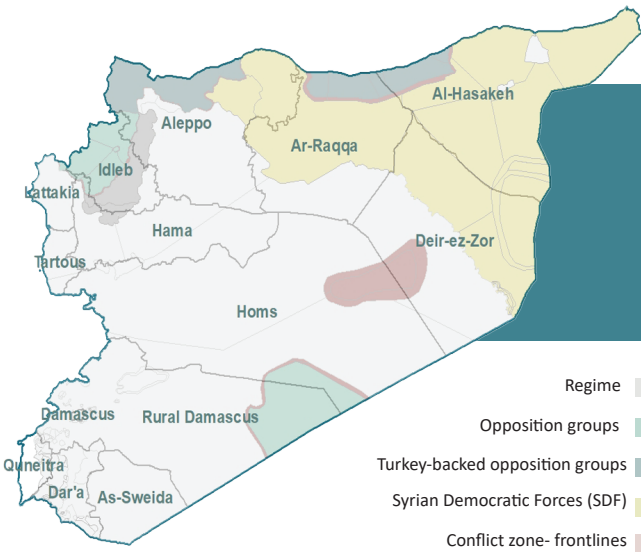 Al-Hasakeh
Aleppo
Ar-Raqqa
Idleb
Lattakia
Hama
Deir-ez-Zor
Tartous
Homs
Regime
Damascus
Rural Damascus
Opposition groups
Quneitra
Turkey-backed opposition groups
Dar'a
As-Sweida
Syrian Democratic Forces (SDF)
Conflict zone- frontlines